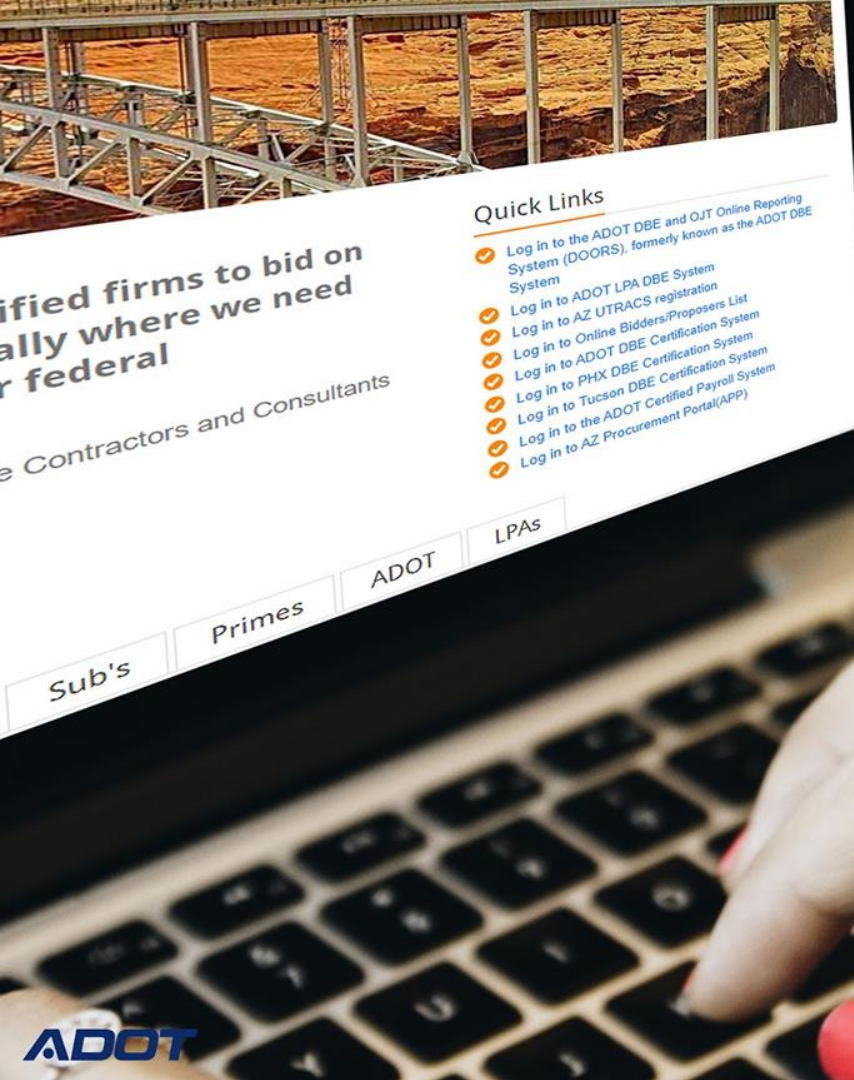 Quick Links
Log in to the ADOT DBE and OJT Online Reporting
System (DOORS), formerly known as the ADOT DBE
System
Log in to ADOT LPA DBE System
Log in to AZ UTRACS registration
Log in to Online Bidders/Proposers List
Log in to ADOT DBE Certification System
Log in to PHX DBE Certification System
Log in to Tucson DBE Certification System
Log in to the ADOT Certified Payroll System
Log in to AZ Procurement Portal(APP)
ified firms to bid on
ally where we need
r federal
e Contractors and Consultants
Sub's
Primes
ADOT
LPAs
7
U
Y
J
ADOT